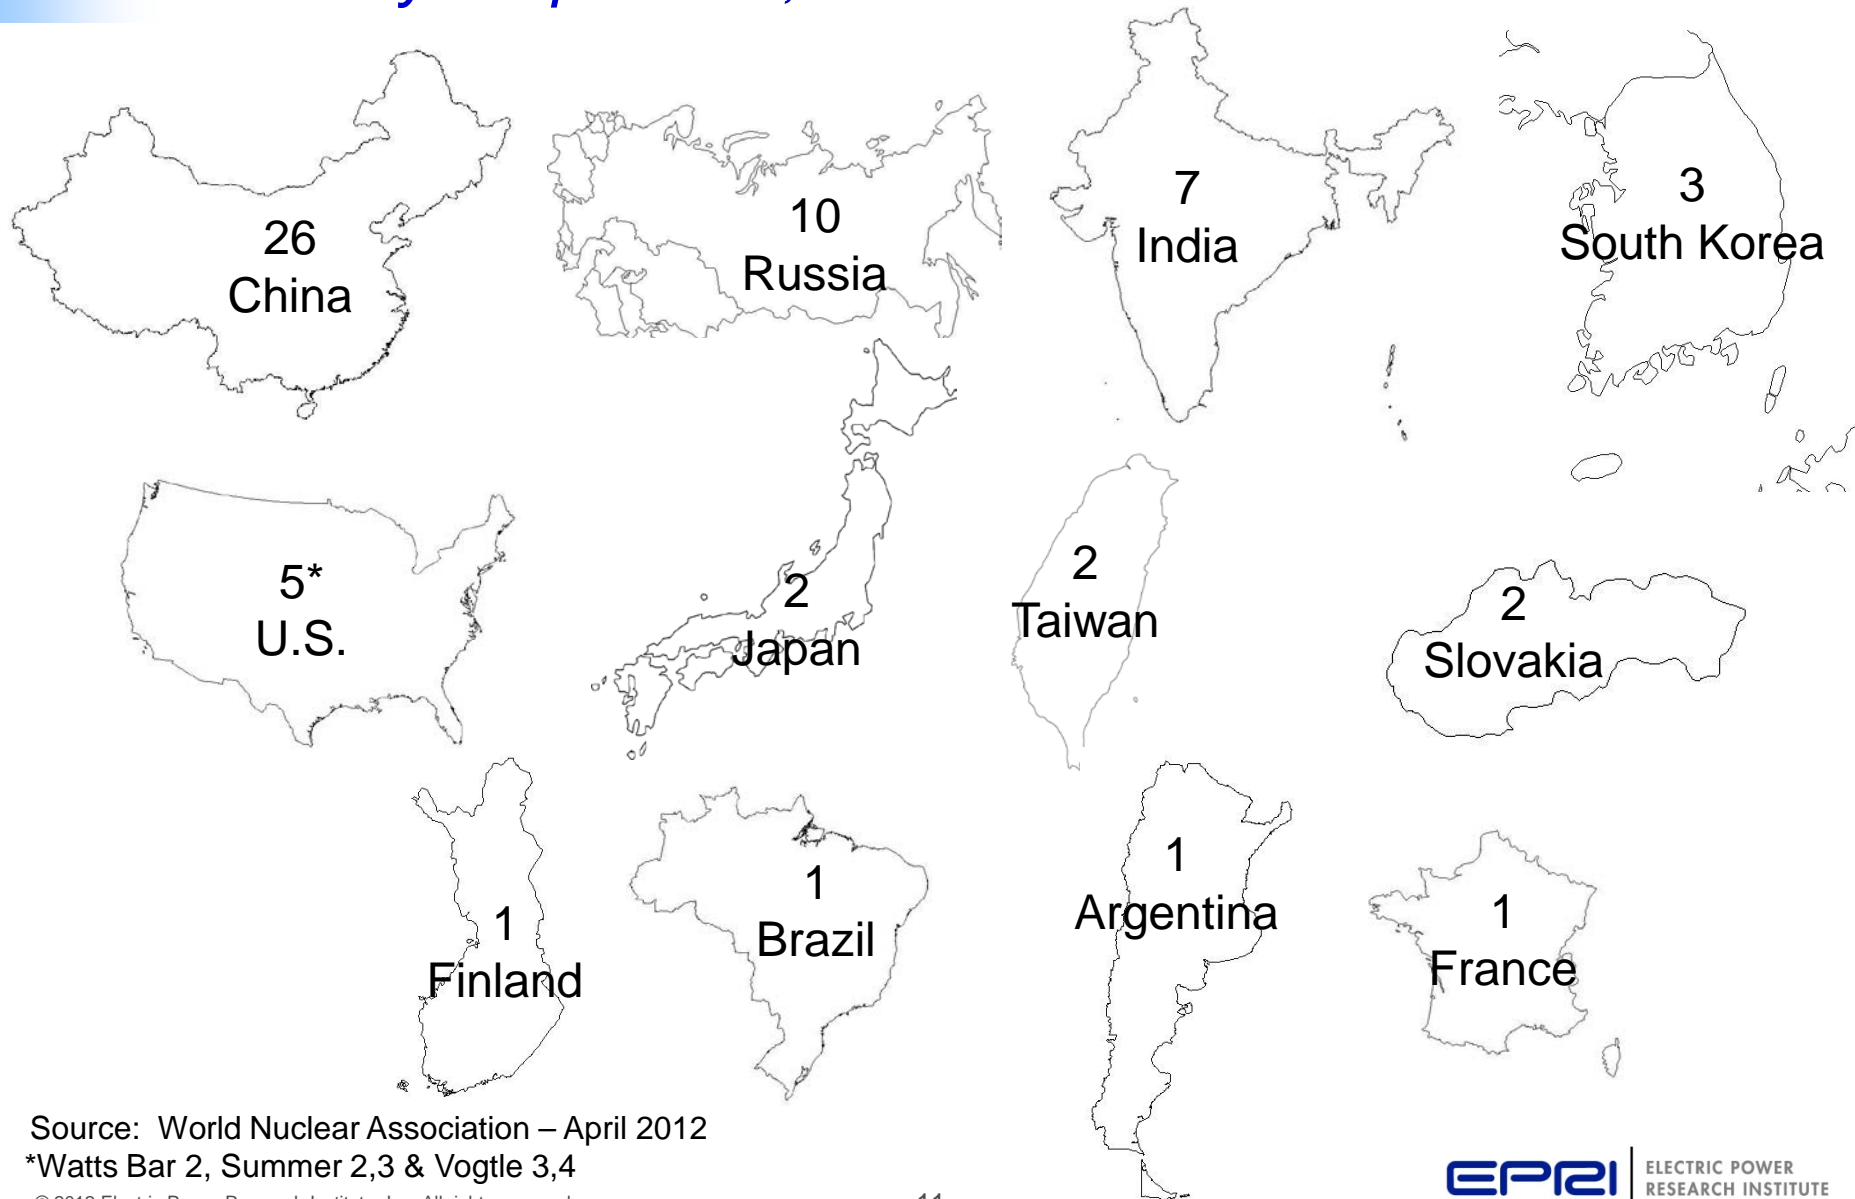 26
China
10
Russia
7
India
3
South Korea
5*
U.S.
2
Japan
2
Taiwan
2
Slovakia
1
Finland
1
Brazil
1
Argentina
1
France
Source: World Nuclear Association – April 2012
*Watts Bar 2, Summer 2,3 & Vogtle 3,4
EPRI
ELECTRIC POWER
RESEARCH INSTITUTE